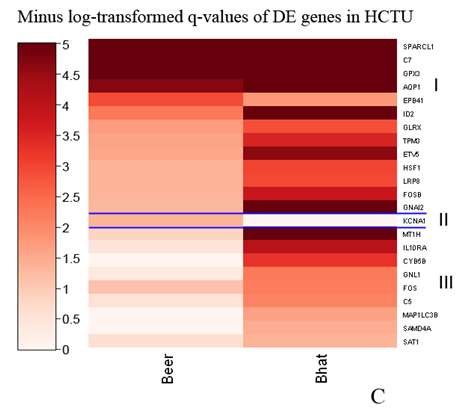 Minus log-transformed q-values of DE genes in HCTU
5
4.5
4
3.5
3
2.5
2
1.5
1
0.5
0
SPARCL1
C7
GPX3
AQP1
EPB41
ID2
GLRX
TPM3
ETV5
HSF1
LRP8
FOSB
GNAI2
KCNA1
MT1H
IL10RA
CYB5B
GNL1
FOS
C5
MAP1LC3B
SAMD4A
SAT1
I
II
III
Beer
Bhat
C